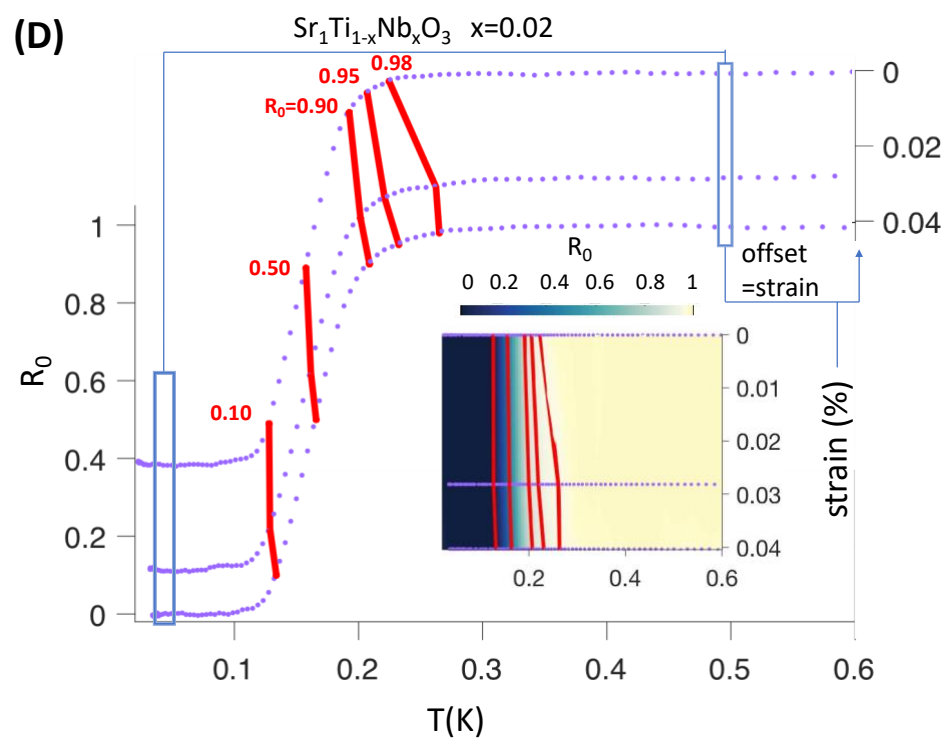 (D)
Sr₁Ti₁₋ₓNbₓO₃ x=0.02
0.98
0.95
R₀=0.90
0.50
0.10
0
0.02
0.04
offset
=strain
strain (%)
R₀
1
0.8
0.6
0.4
0.2
0
R₀
0 0.2 0.4 0.6 0.8 1
0
0.01
0.02
0.03
0.04
0.2 0.4 0.6
0.1 0.2 0.3 0.4 0.5 0.6
T(K)